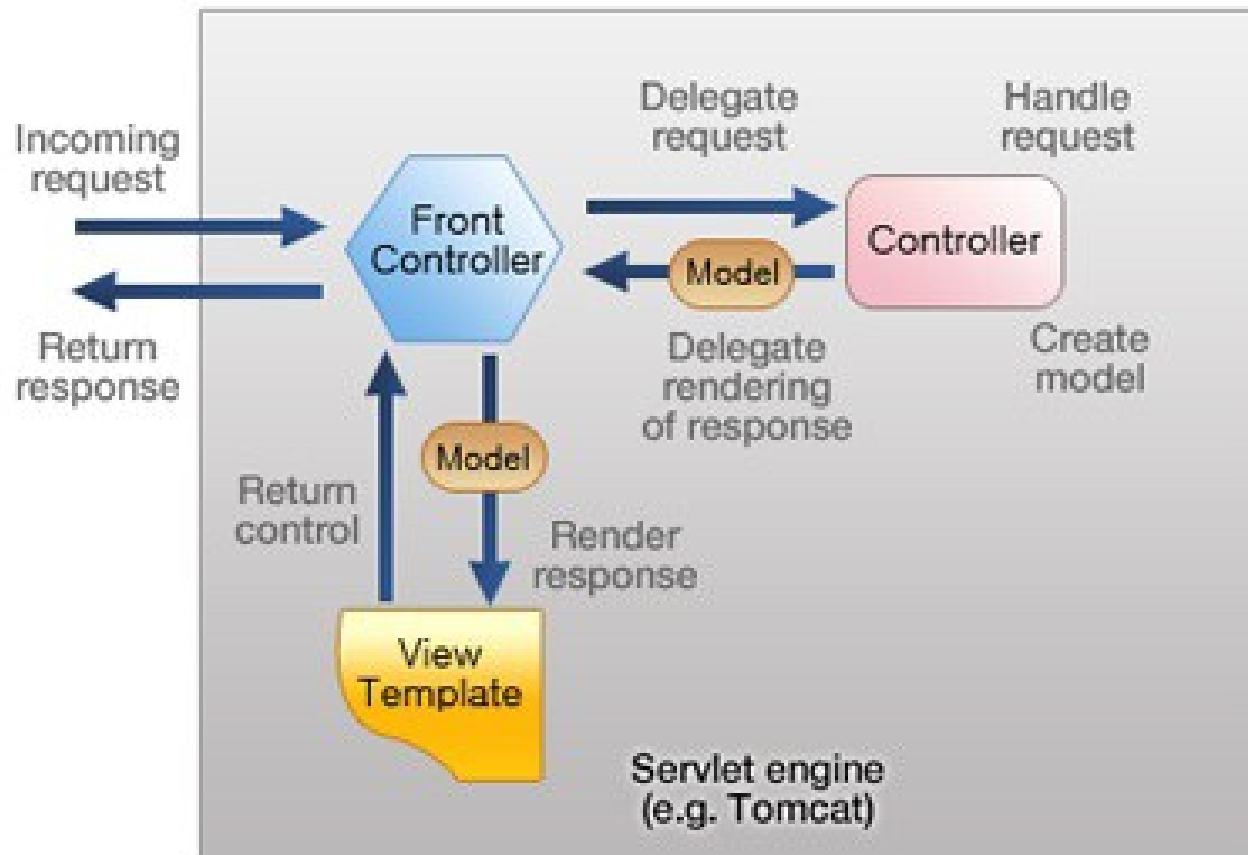 Incoming
request
Return
response
Front
Controller
Delegate
request
Model
Delegate
rendering
of response
Handle
request
Controller
Create
model
Return
control
Model
Render
response
View
Template
Servlet engine
(e.g. Tomcat)